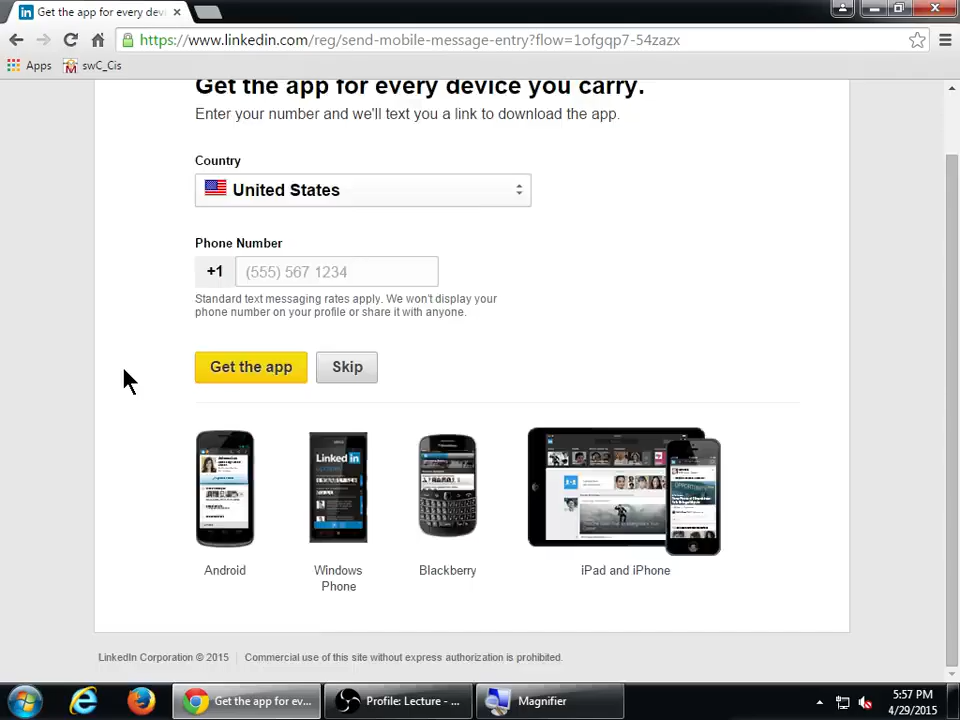 Get the app for every devi
https://www.linkedin.com/reg/send-mobile-message-entry?flow=1ofgqp7-54zazx
Apps swC_Cis
Get the app for every device you carry.
Enter your number and we'll text you a link to download the app.
Country
United States
Phone Number
+1 (555) 567 1234
Standard text messaging rates apply. We won't display your
phone number on your profile or share it with anyone.
Get the app Skip
Linked in
Android
Windows
Phone
Blackberry
iPad and iPhone
LinkedIn Corporation © 2015 Commercial use of this site without express authorization is prohibited.
Get the app for ev... Profile: Lecture - ... Magnifier
5:57 PM
4/29/2015